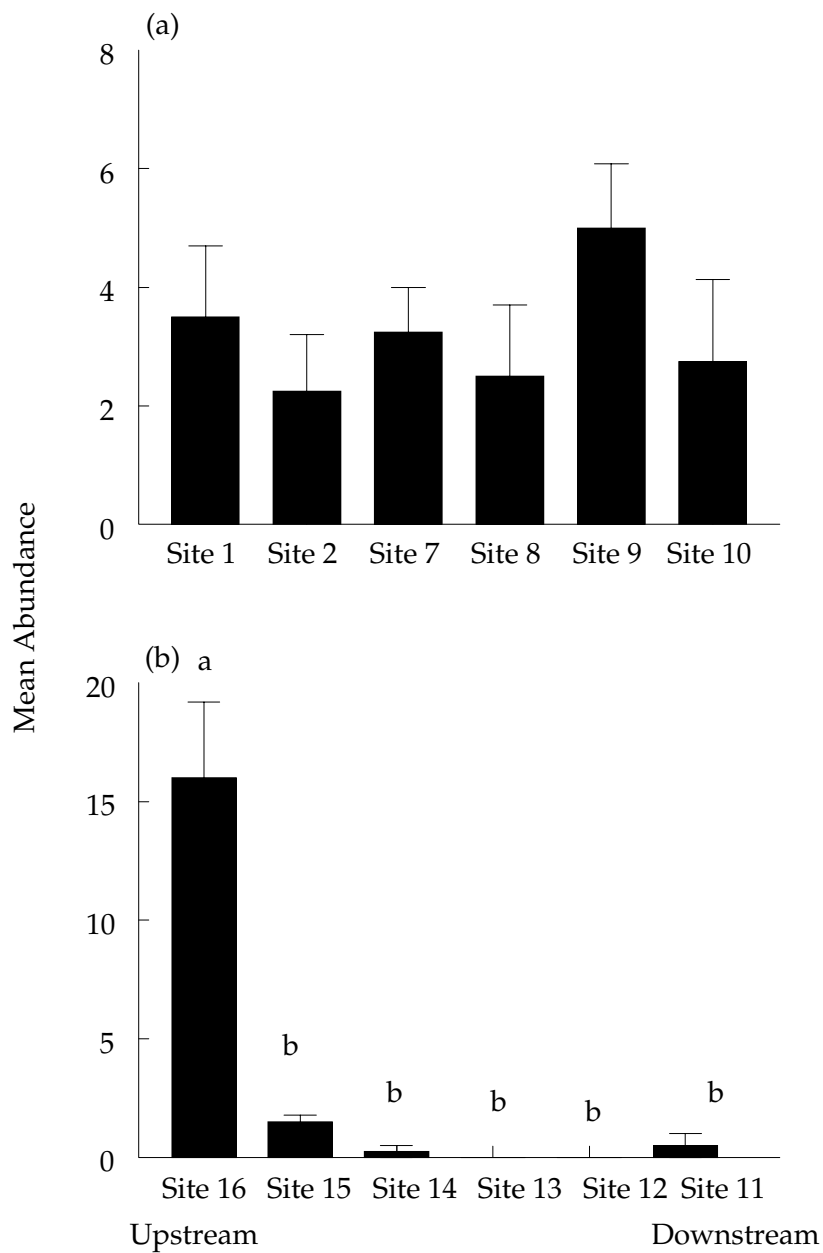 (a)
8
6
4
2
0
Site 1 Site 2 Site 7 Site 8 Site 9 Site 10
Mean Abundance
(b) a
20
15
10
5
b
b
b
b
b
0
Site 16 Site 15 Site 14 Site 13 Site 12 Site 11
Upstream Downstream